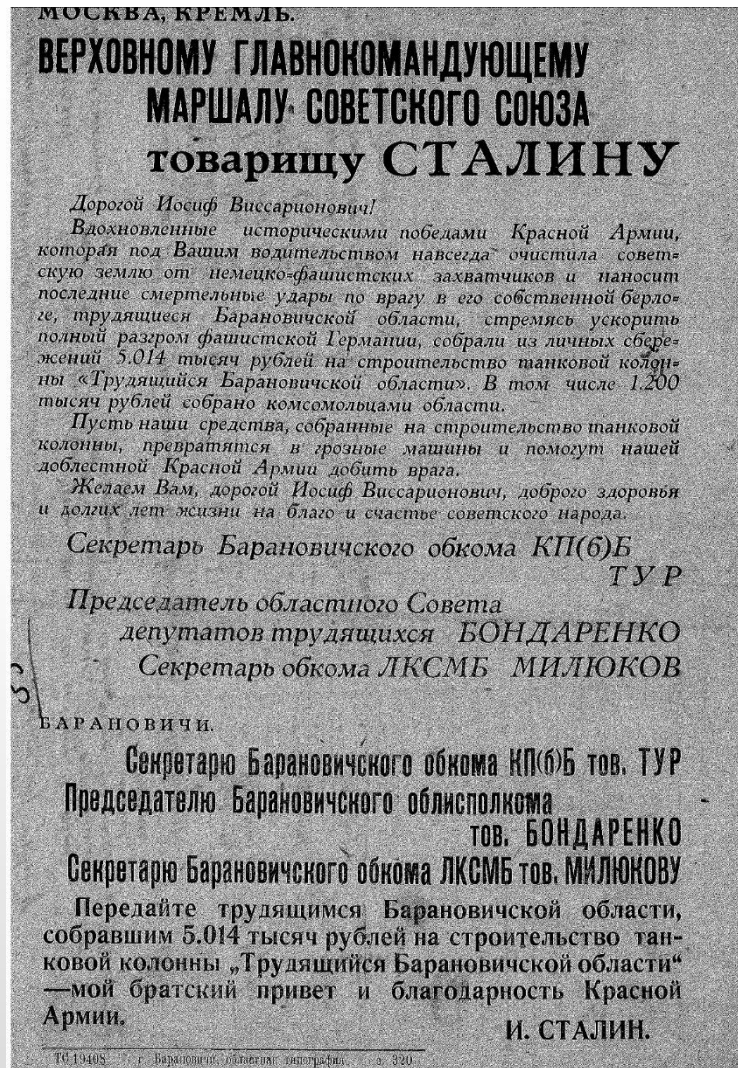 МОСКВА, КРЕМЛЬ.
ВЕРХОВНОМУ ГЛАВНОКОМАНДУЮЩЕМУ
МАРШАЛУ СОВЕТСКОГО СОЮЗА
товарищу СТАЛИНУ
Дорогой Иосиф Виссарионович!
Вдохновленные историческими победами Красной Армии,
которая под Вашим водительством навсегда очистила совет-
скую землю от немецко-фашистских захватчиков и наносит
последние смертельные удары по врагу в его собственной берло-
ге, трудящиеся Барановичской области, стремясь ускорить
полный разгром фашистской Германии, собрали из личных сбере-
жений 5.014 тысяч рублей на строительство танковой колон-
ны «Трудящийся Барановичской области». В том числе 1.200
тысяч рублей собрано комсомольцами области.
Пусть наши средства, собранные на строительство танковой
колонны, превратятся в грозные машины и помогут нашей
доблестной Красной Армии добить врага.
Желаем Вам, дорогой Иосиф Виссарионович, доброго здоровья
и долгих лет жизни на благо и счастье советского народа.
Секретарь Барановичского обкома КП(б)Б
ТУР
Председатель областного Совета
депутатов трудящихся БОНДАРЕНКО
Секретарь обкома ЛКСМБ МИЛЮКОВ
БАРАНОВИЧИ.
Секретарю Барановичского обкома КП(б)Б тов. ТУР
Председателю Барановичского облисполкома
тов. БОНДАРЕНКО
Секретарю Барановичского обкома ЛКСМБ тов. МИЛЮКОВУ
Передайте трудящимся Барановичской области,
собравшим 5.014 тысяч рублей на строительство тан-
ковой колонны „Трудящийся Барановичской области“
—мой братский привет и благодарность Красной
Армии.
И. СТАЛИН.
19408 г. Барановичи, областная типография. 320